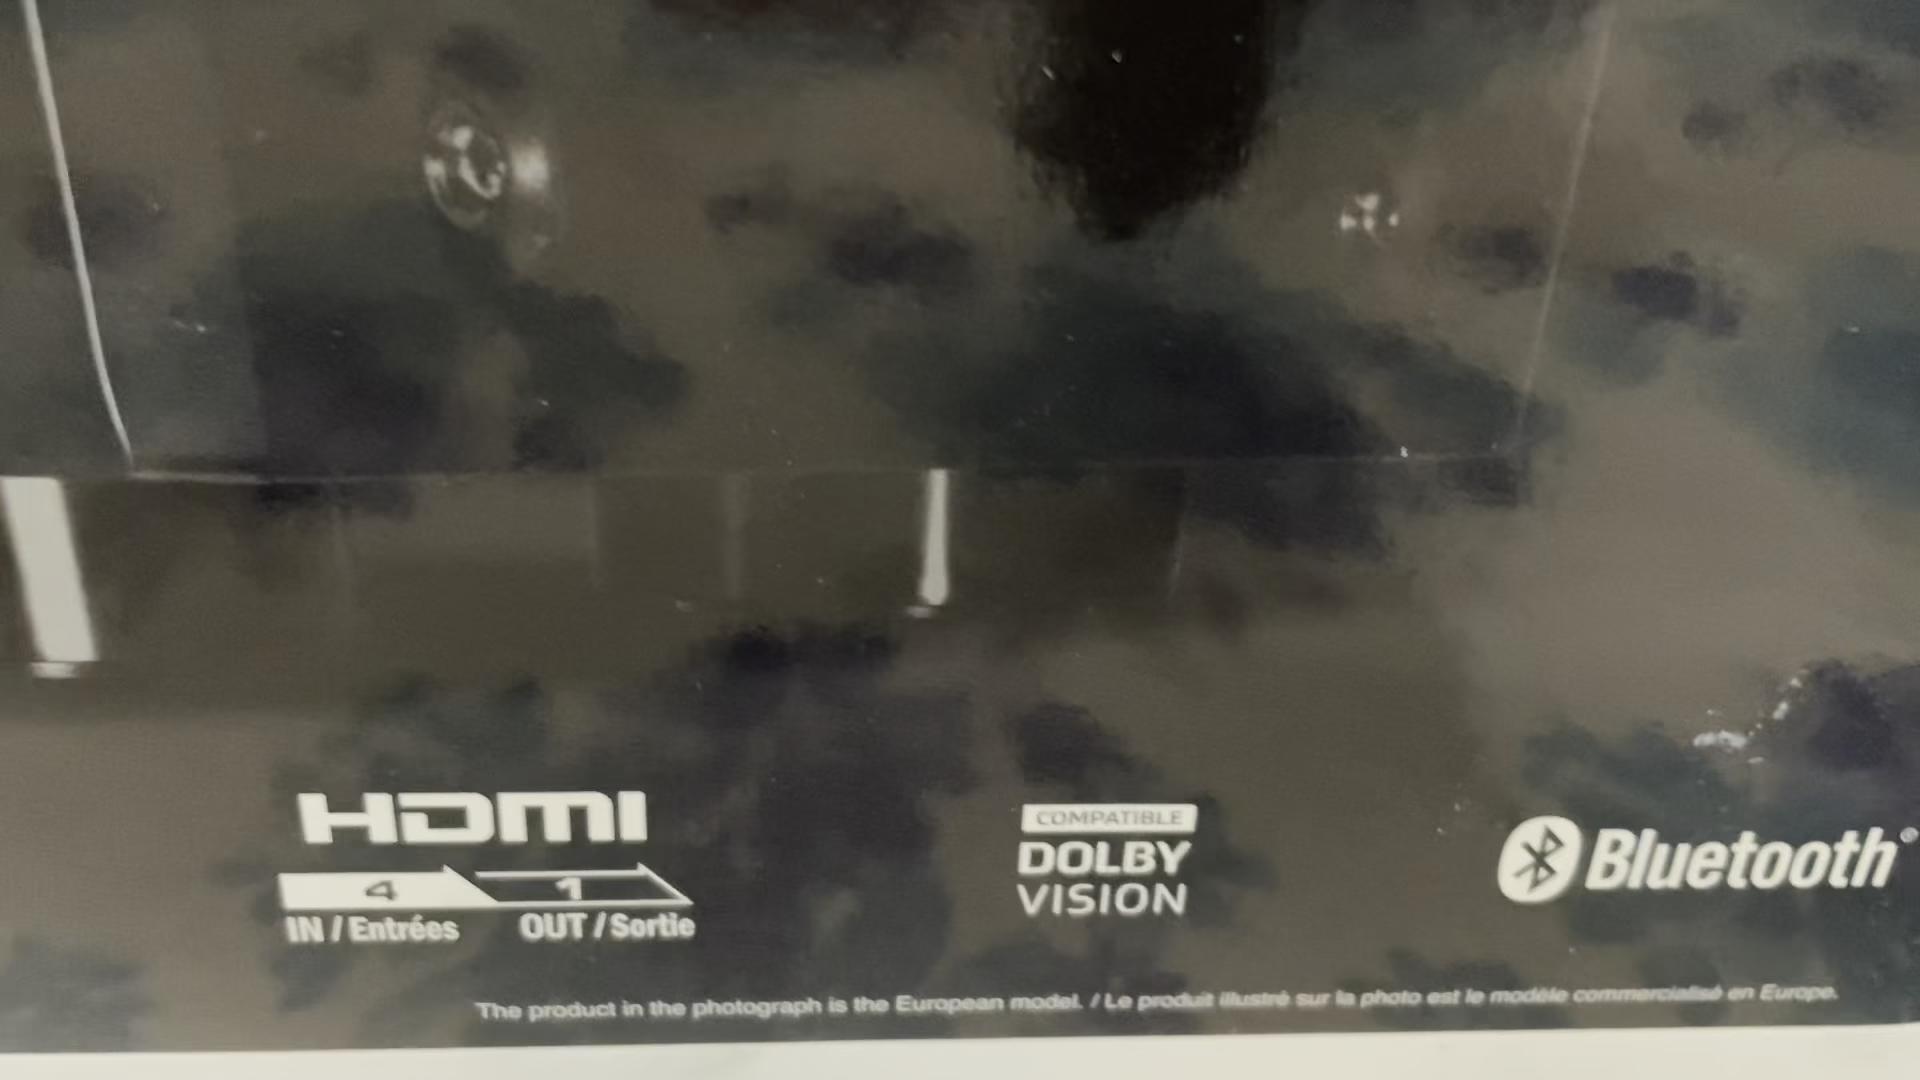 HDMI
4 1
IN / Entrées OUT / Sortie
COMPATIBLE
DOLBY
VISION
Bluetooth®
The product in the photograph is the European model. / Le produit illustré sur la photo est le modèle commercialisé en Europe.